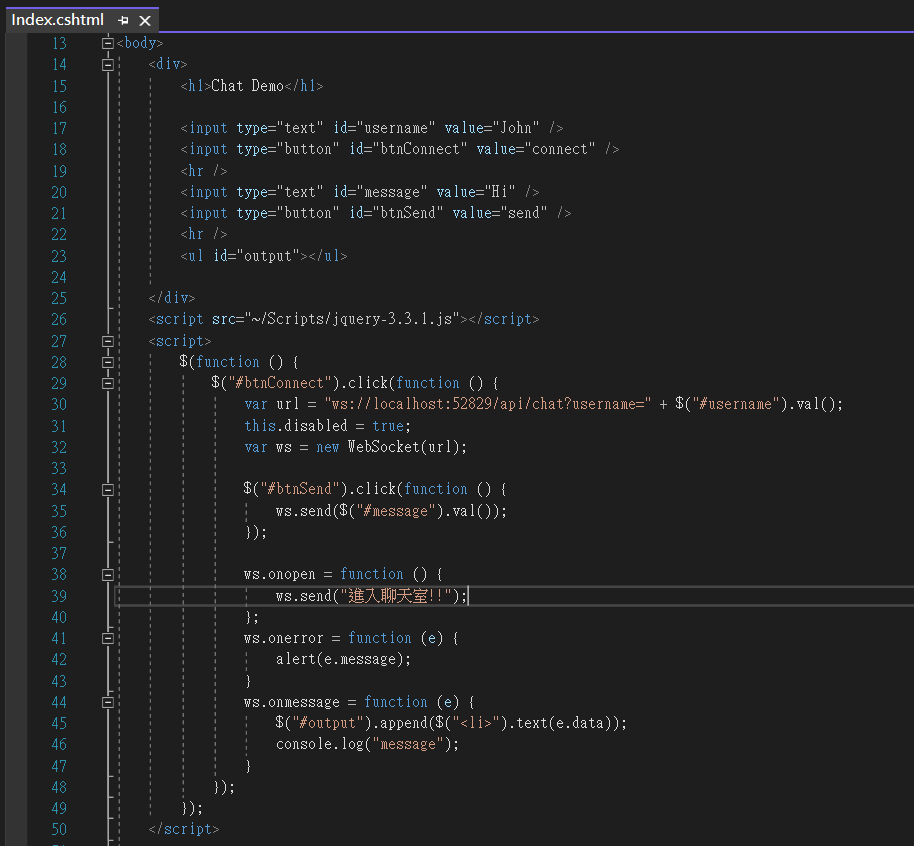 Index.cshtml
13 <body>
14 <div>
15 <h1>Chat Demo</h1>
16
17 <input type="text" id="username" value="John" />
18 <input type="button" id="btnConnect" value="connect" />
19 <hr />
20 <input type="text" id="message" value="Hi" />
21 <input type="button" id="btnSend" value="send" />
22 <hr />
23 <ul id="output"></ul>
24
25 </div>
26 <script src="~/Scripts/jquery-3.3.1.js"></script>
27 <script>
28 $(function () {
29 $("#btnConnect").click(function () {
30 var url = "ws://localhost:52829/api/chat?username=" + $("#username").val();
31 this.disabled = true;
32 var ws = new WebSocket(url);
33
34 $("#btnSend").click(function () {
35 ws.send($("#message").val());
36 });
37
38 ws.onopen = function () {
39 ws.send("進入聊天室!!");
40 };
41 ws.onerror = function (e) {
42 alert(e.message);
43 }
44 ws.onmessage = function (e) {
45 $("#output").append($("<li>").text(e.data));
46 console.log("message");
47 }
48 });
49 });
50 </script>